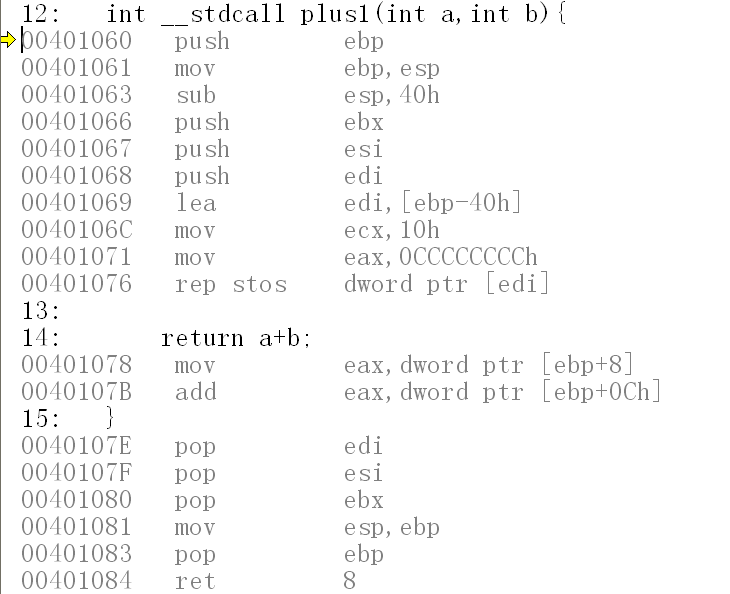 12:   int __stdcall plus1(int a,int b){
00401060   push        ebp
00401061   mov         ebp,esp
00401063   sub         esp,40h
00401066   push        ebx
00401067   push        esi
00401068   push        edi
00401069   lea         edi,[ebp-40h]
0040106C   mov         ecx,10h
00401071   mov         eax,0CCCCCCCCh
00401076   rep stos    dword ptr [edi]
13:
14:       return a+b;
00401078   mov         eax,dword ptr [ebp+8]
0040107B   add         eax,dword ptr [ebp+0Ch]
15:   }
0040107E   pop         edi
0040107F   pop         esi
00401080   pop         ebx
00401081   mov         esp,ebp
00401083   pop         ebp
00401084   ret         8